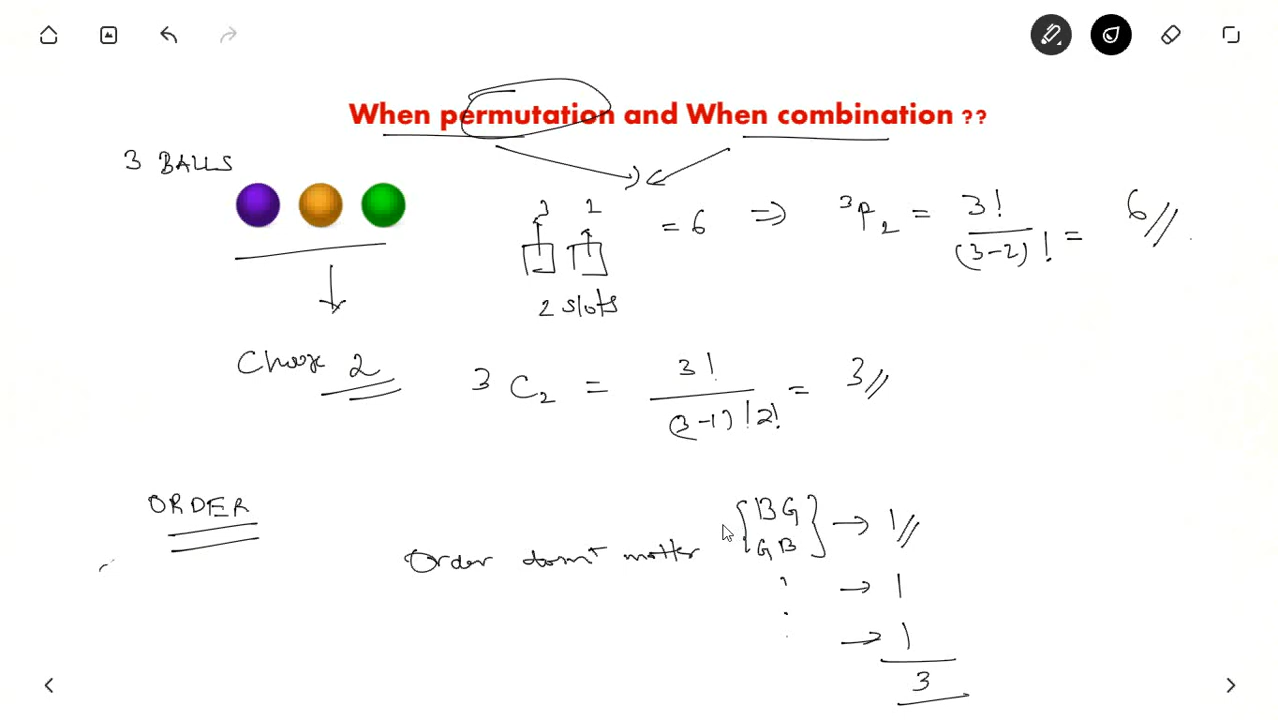 When permutation and When combination ??
3 BALLS
3 2
= 6 => ³P₂ = 3! / (3-2)! = 6//
2 slots
Choose 2
3 C₂ = 3! / (3-1)! 2! = 3//
ORDER
Order doesnt matter
{ BG
GB } → 1//
→ 1
→ 1
3